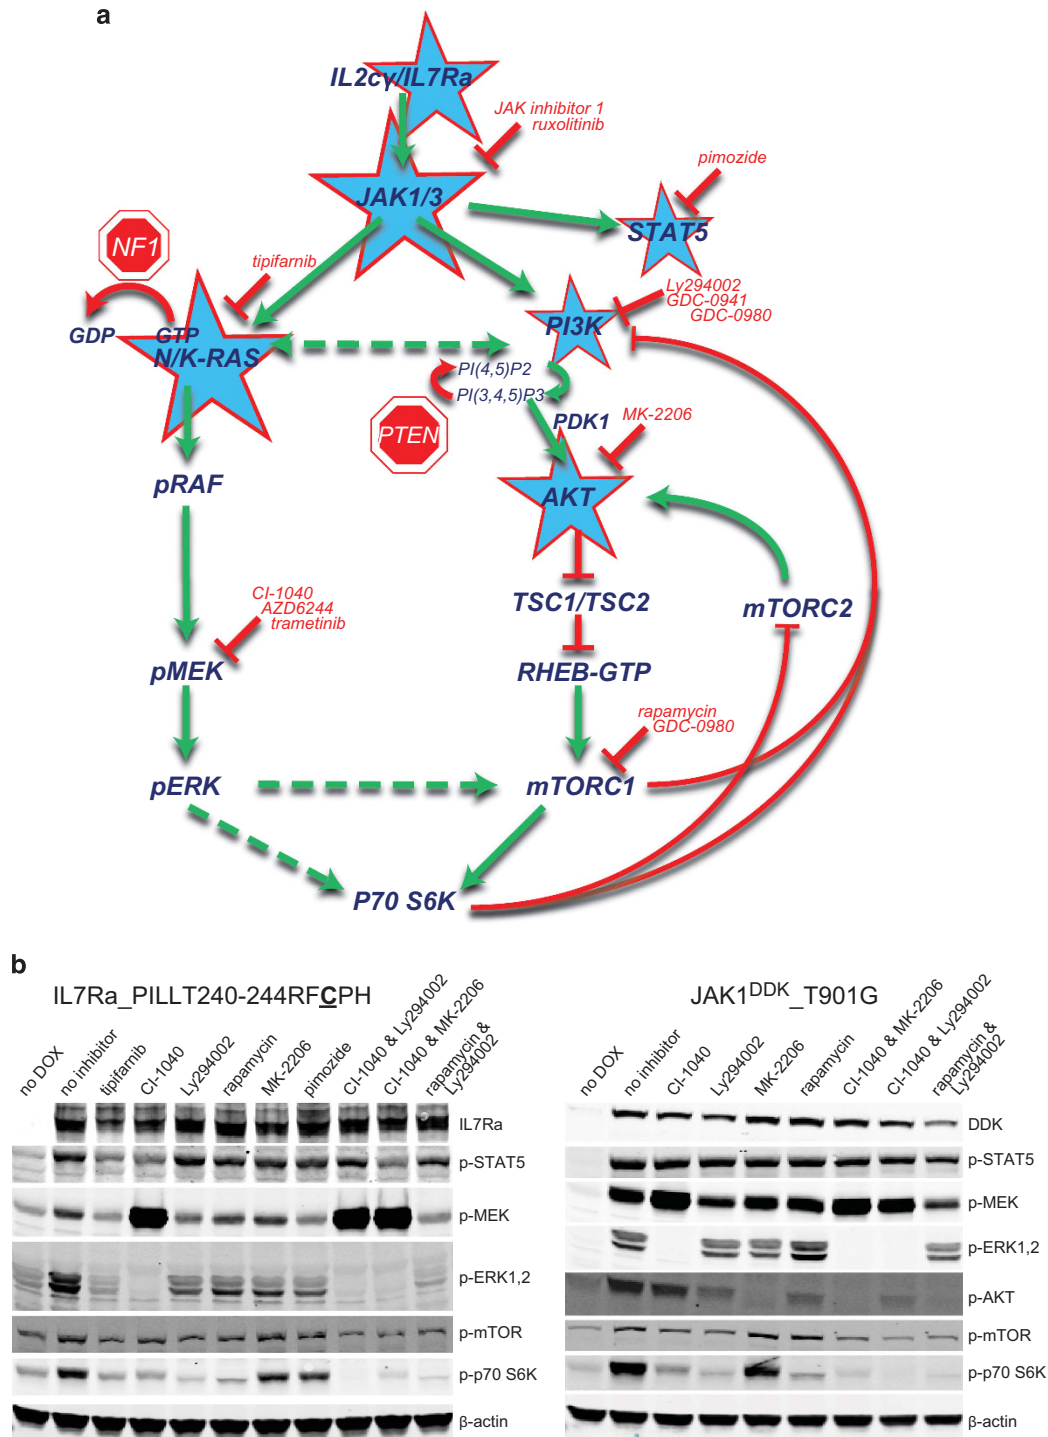 a
IL2cγ/IL7Ra
JAK inhibitor 1
ruxolitinib
pimozide
JAK1/3
STAT5
NF1
tipifarnib
Ly294002
GDC-0941
GDC-0980
GDP
GTP
N/K-RAS
PI3K
PI(4,5)P2
PI(3,4,5)P3
PTEN
PDK1
MK-2206
pRAF
AKT
CI-1040
AZD6244
trametinib
TSC1/TSC2
mTORC2
pMEK
RHEB-GTP
rapamycin
GDC-0980
pERK
mTORC1
P70 S6K
b
IL7Ra_PILLT240-244RFCPH
no DOX
no inhibitor
tipifarnib
CI-1040
Ly294002
rapamycin
MK-2206
pimozide
CI-1040 & Ly294002
CI-1040 & MK-2206
rapamycin &
Ly294002
IL7Ra
p-STAT5
p-MEK
p-ERK1,2
p-mTOR
p-p70 S6K
β-actin
JAK1DDK_T901G
no DOX
no inhibitor
CI-1040
Ly294002
MK-2206
rapamycin
CI-1040 & MK-2206
CI-1040 & Ly294002
rapamycin &
Ly294002
DDK
p-STAT5
p-MEK
p-ERK1,2
p-AKT
p-mTOR
p-p70 S6K
β-actin